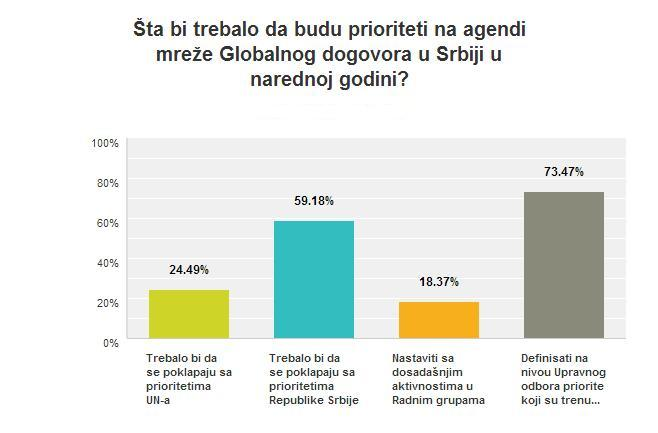 Šta bi trebalo da budu prioriteti na agendi
mreže Globalnog dogovora u Srbiji u
narednoj godini?
100%
80%
60%
40%
20%
0%
24.49%
59.18%
18.37%
73.47%
Trebalo bi da
se poklapaju sa
prioritetima
UN-a
Trebalo bi da
se poklapaju sa
prioritetima
Republike Srbije
Nastaviti sa
dosadašnjim
aktivnostima u
Radnim grupama
Definisati na
nivou Upravnog
odbora priorite
koji su trenu...